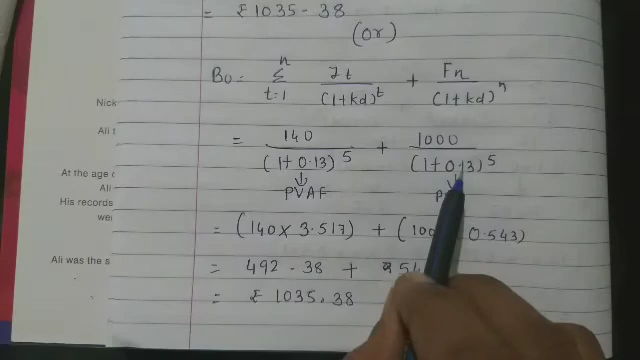 = ₹1035-38
(Or)
B0 = n Σ t=1 It/(1+kd)^t + Fn/(1+kd)^n
= 140/(1+0.13)5 + 1000/(1+0.13)5
PVAF
= (140 × 3.517) + (100 0.543)
= 492-38 +
= ₹ 1035.38
Nick
Ali t
At the age o
Ali
His records
wer
Ali was the s